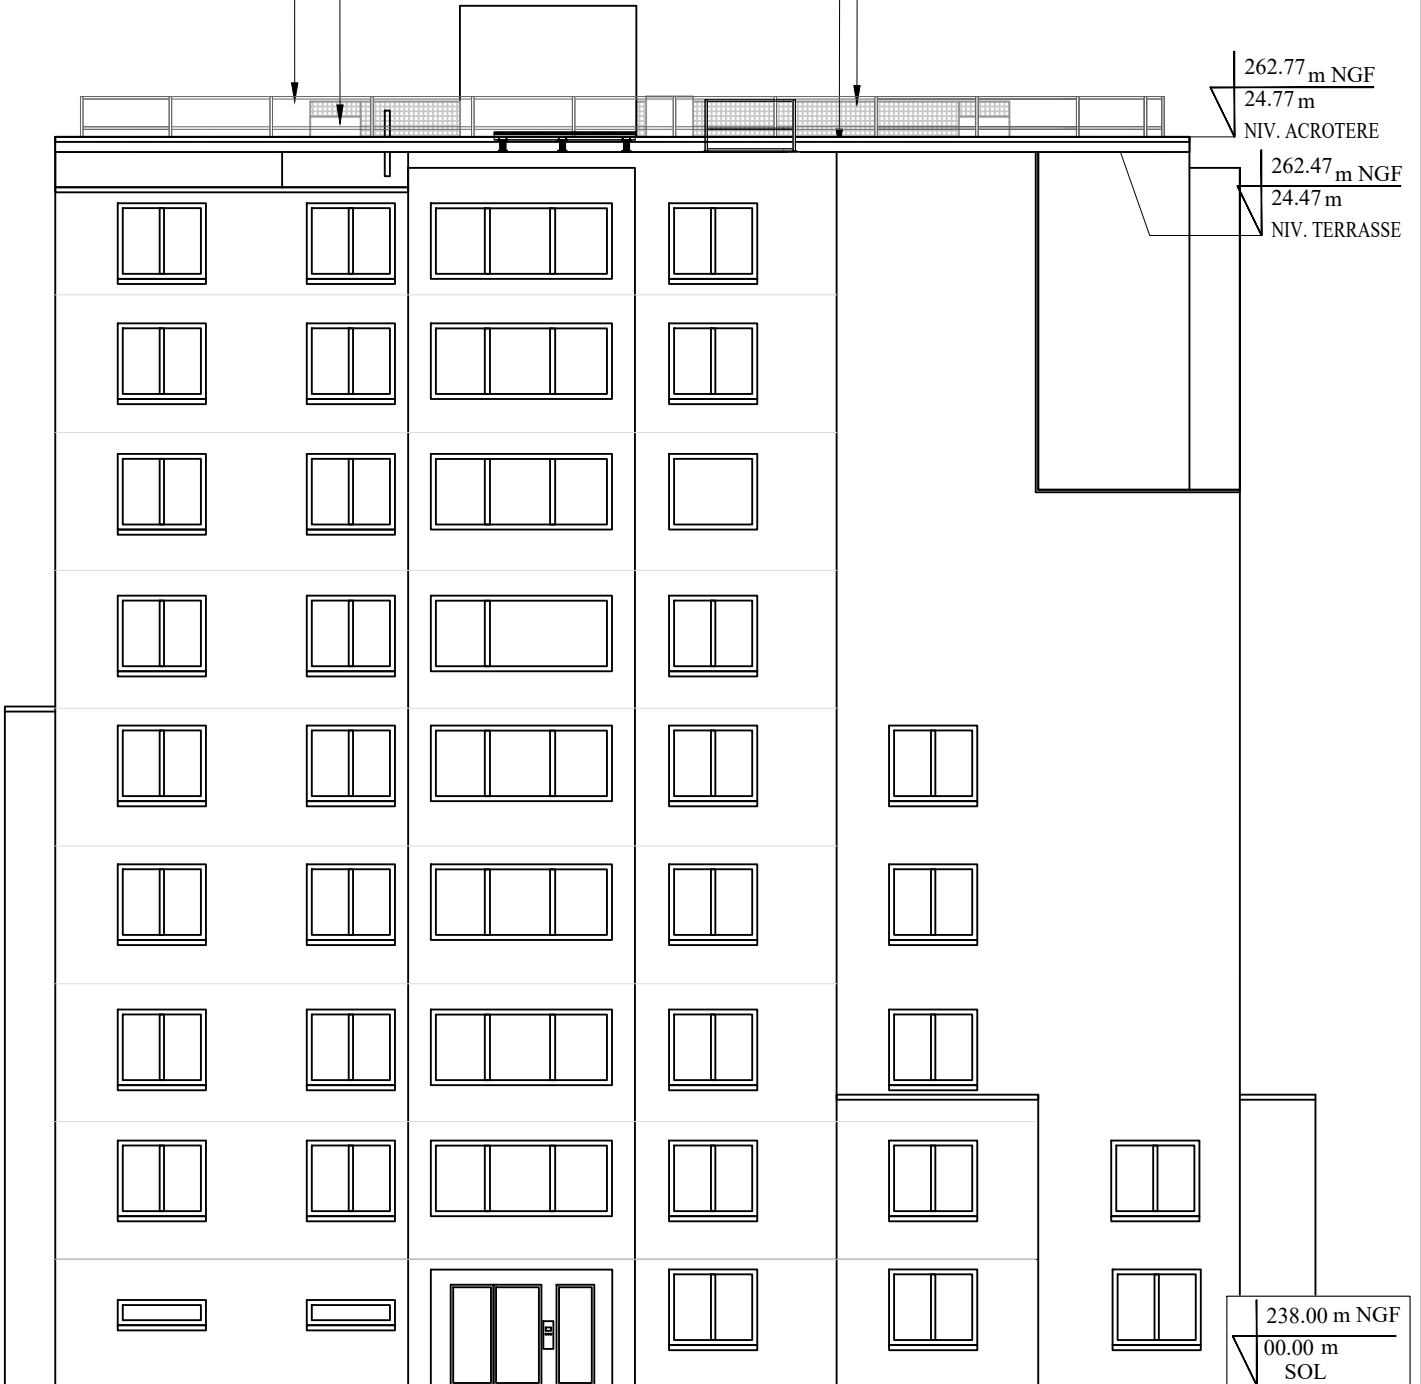 262.77 m NGF
24.77 m
NIV. ACROTERE
262.47 m NGF
24.47 m
NIV. TERRASSE
238.00 m NGF
00.00 m
SOL